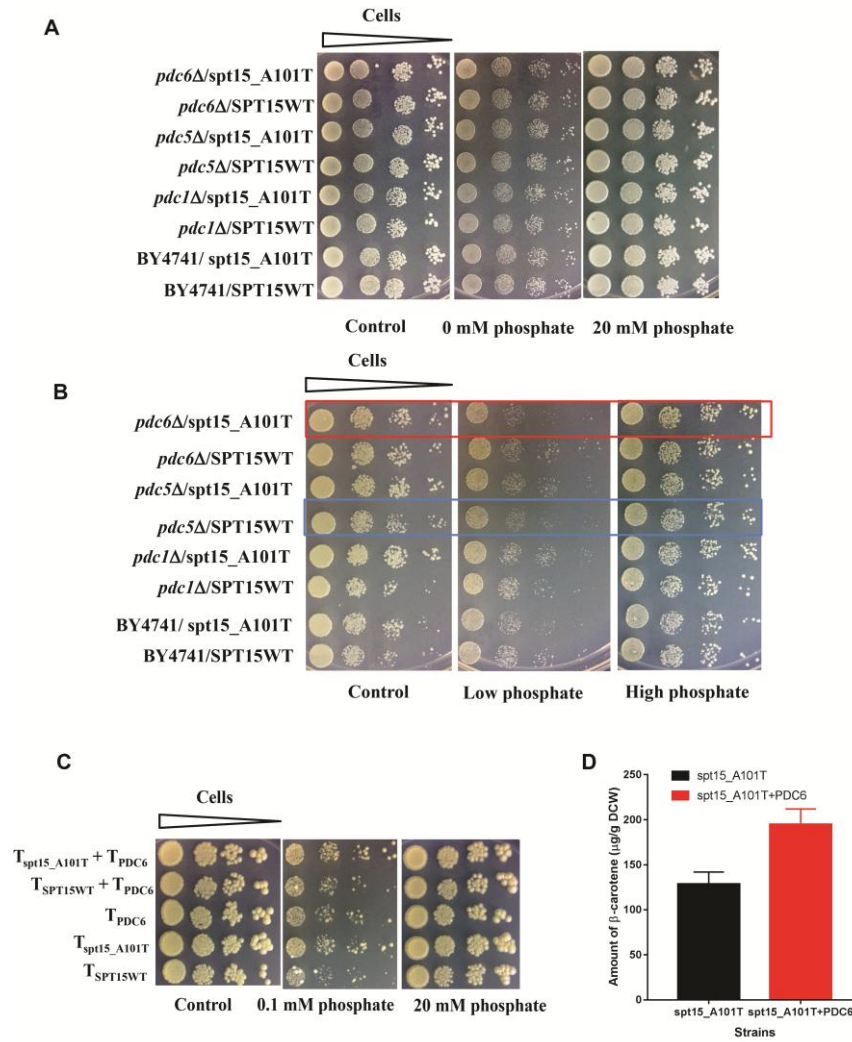 A
Cells
pdc6Δ/spt15_A101T
pdc6Δ/SPT15WT
pdc5Δ/spt15_A101T
pdc5Δ/SPT15WT
pdc1Δ/spt15_A101T
pdc1Δ/SPT15WT
BY4741/ spt15_A101T
BY4741/SPT15WT
Control 0 mM phosphate 20 mM phosphate
Cells
B
pdc6Δ/spt15_A101T
pdc6Δ/SPT15WT
pdc5Δ/spt15_A101T
pdc5Δ/SPT15WT
pdc1Δ/spt15_A101T
pdc1Δ/SPT15WT
BY4741/ spt15_A101T
BY4741/SPT15WT
Control Low phosphate High phosphate
C
Cells
Tspt15_A101T + TPDC6
TSPT15WT + TPDC6
TPDC6
Tspt15_A101T
TSPT15WT
Control 0.1 mM phosphate 20 mM phosphate
D
spt15_A101T
spt15_A101T+PDC6
Amount of β-carotene (µg/g DCW)
250
200
150
100
50
0
spt15_A101T spt15_A101T+PDC6
Strains